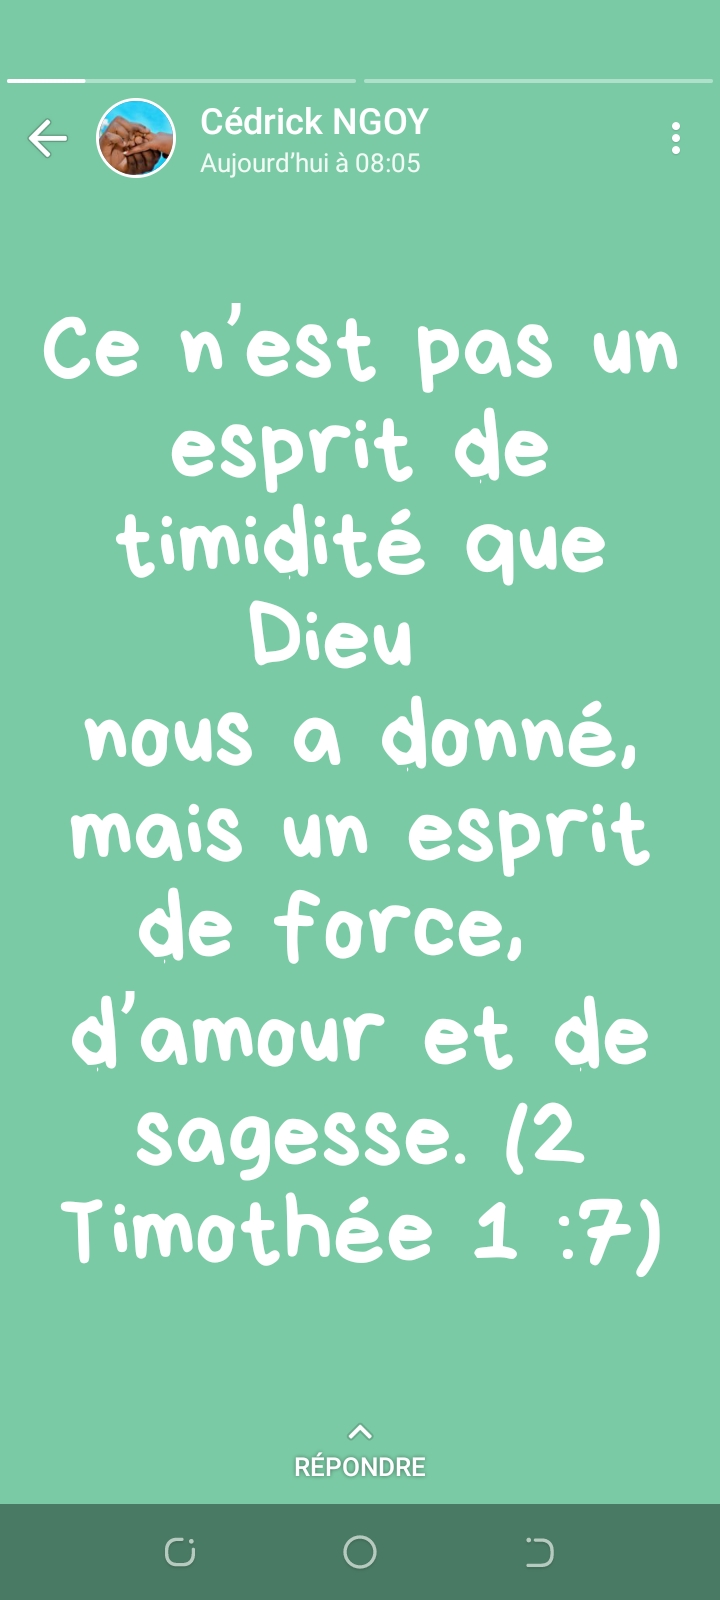 Cédrick NGOY
Aujourd’hui à 08:05
Ce n’est pas un
esprit de
timidité que
Dieu
nous a donné,
mais un esprit
de force,
d’amour et de
sagesse. (2
Timothée 1 :7)
RÉPONDRE